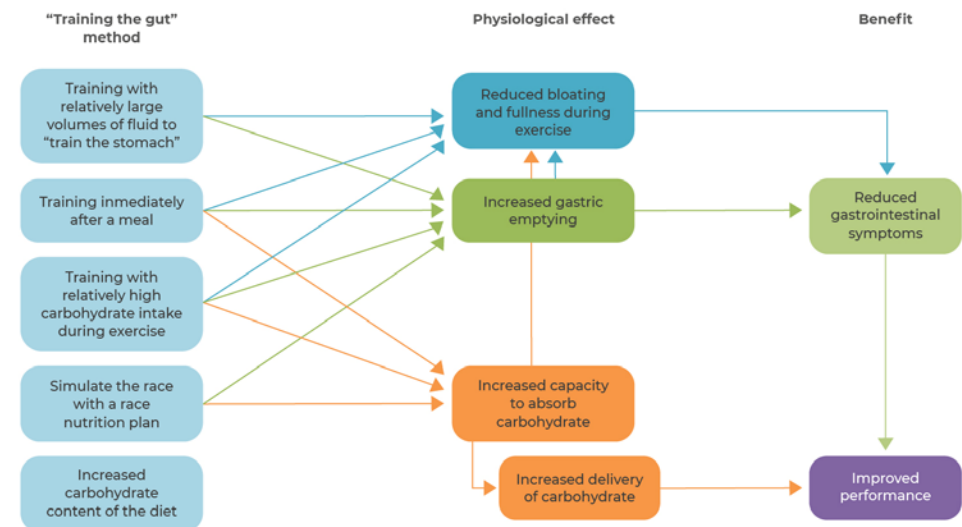 “Training the gut”
method
Physiological effect
Benefit
Training with
relatively large
volumes of fluid to
“train the stomach”
Reduced bloating
and fullness during
exercise
Training inmediately
after a meal
Increased gastric
emptying
Reduced
gastrointestinal
symptoms
Training with
relatively high
carbohydrate intake
during exercise
Simulate the race
with a race
nutrition plan
Increased capacity
to absorb
carbohydrate
Increased
carbohydrate
content of the diet
Increased delivery
of carbohydrate
Improved
performance